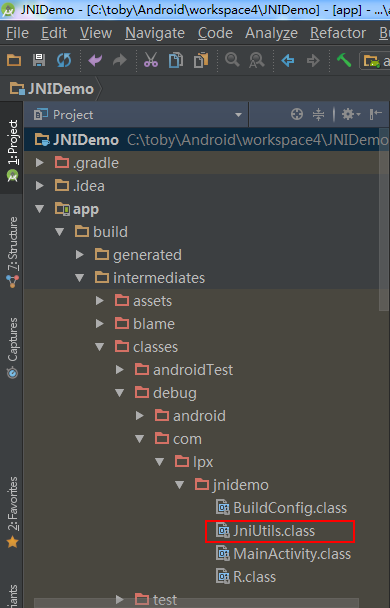 JNIDemo - [C:\toby\Android\workspace4\JNIDemo] - [app] - ...\a
File Edit View Navigate Code Analyze Refactor Bu
JNIDemo
Project
JNIDemo C:\toby\Android\workspace4\JNIDemo
.gradle
.idea
app
build
generated
intermediates
assets
blame
classes
androidTest
debug
android
com
lpx
jnidemo
BuildConfig.class
JniUtils.class
MainActivity.class
R.class
test
1: Project
7: Structure
Captures
2: Favorites